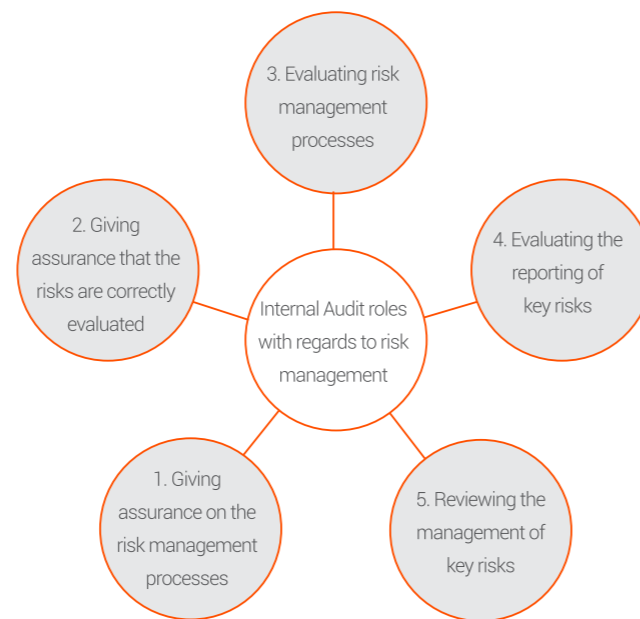 3. Evaluating risk
management
processes
2. Giving
assurance that the
risks are correctly
evaluated
4. Evaluating the
reporting of
key risks
Internal Audit roles
with regards to risk
management
1. Giving
assurance on the
risk management
processes
5. Reviewing the
management of
key risks